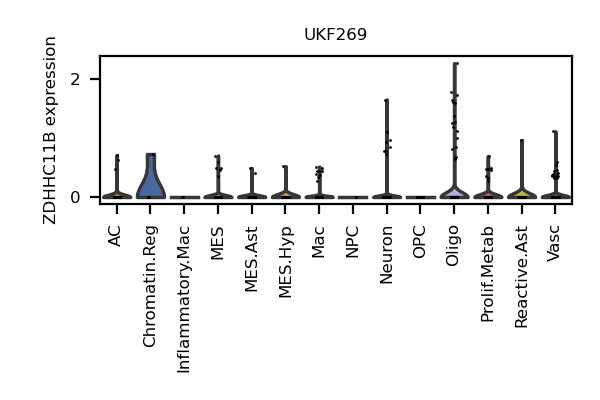 UKF269
ZDHHC11B expression
2
0
AC
Chromatin.Reg
Inflammatory.Mac
MES
MES.Ast
MES.Hyp
Mac
NPC
Neuron
OPC
Oligo
Prolif.Metab
Reactive.Ast
Vasc